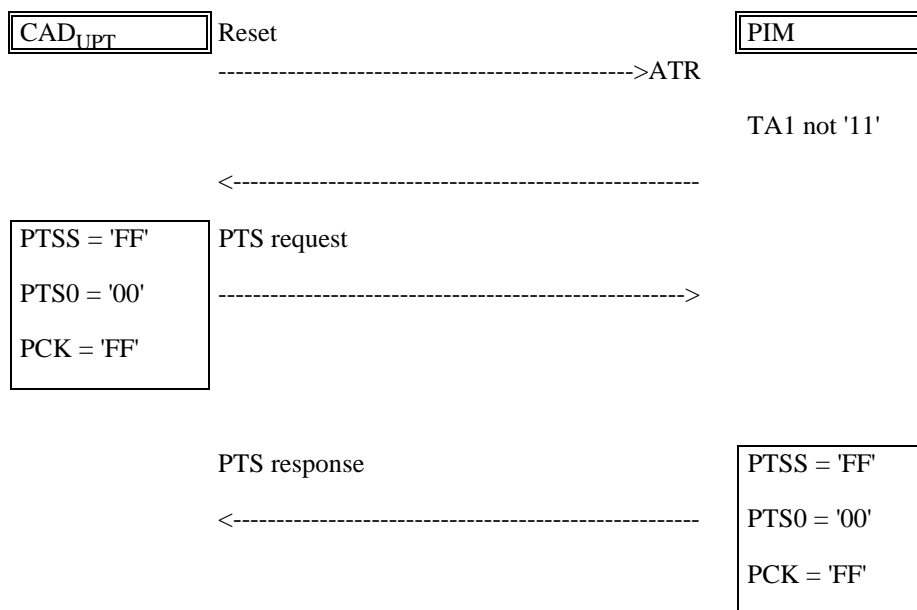 CADUPT Reset PIM
------------------------------------------------>ATR
TA1 not '11'
<------------------------------------------------------
PTSS = 'FF' PTS request
PTS0 = '00' ------------------------------------------------------>
PCK = 'FF'
PTS response PTSS = 'FF'
<------------------------------------------------------ PTS0 = '00'
PCK = 'FF'